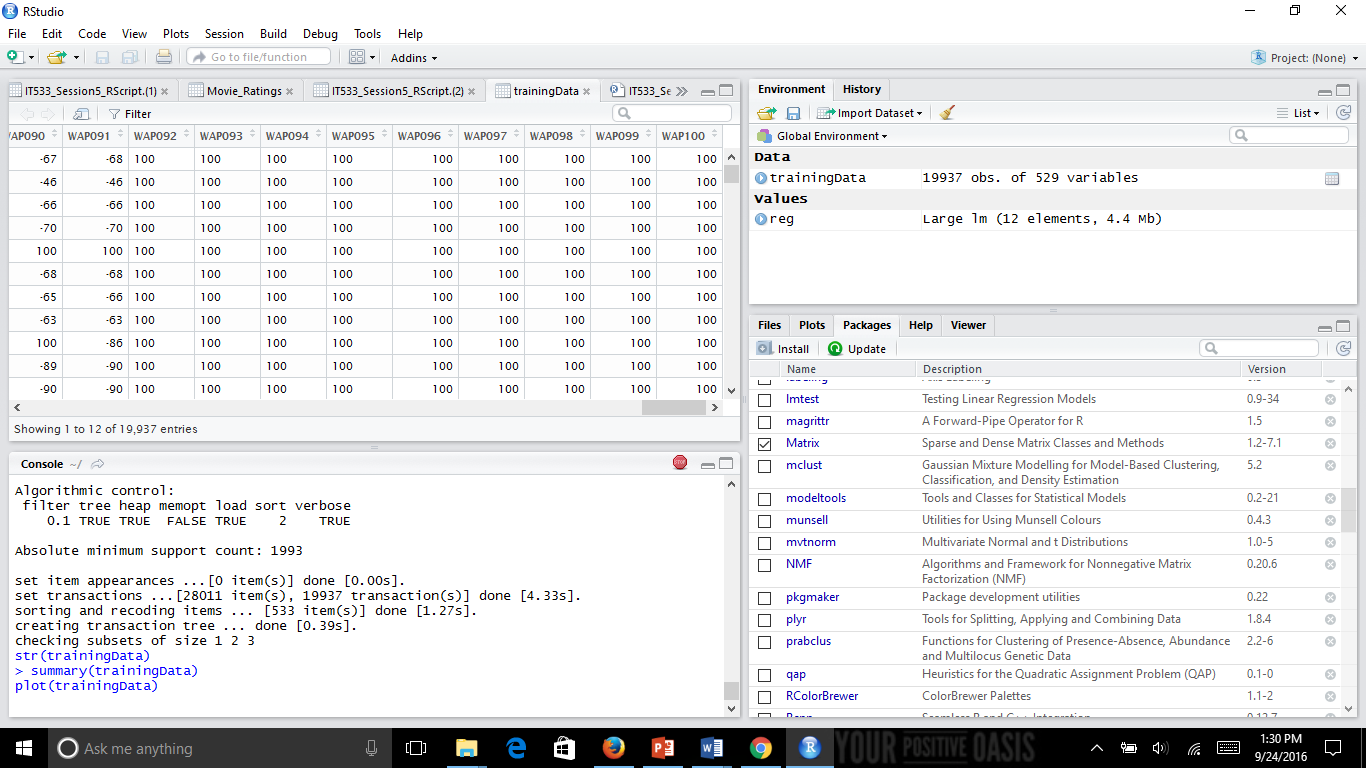 RStudio
File Edit Code View Plots Session Build Debug Tools Help
Go to file/function Addins Project: (None)
IT533_Session5_RScript.(1) Movie_Ratings IT533_Session5_RScript.(2) trainingData IT533_Se
Filter
WAP090 WAP091 WAP092 WAP093 WAP094 WAP095 WAP096 WAP097 WAP098 WAP099 WAP100
-67 -68 100 100 100 100 100 100 100 100 100
-46 -46 100 100 100 100 100 100 100 100 100
-66 -66 100 100 100 100 100 100 100 100 100
-70 -70 100 100 100 100 100 100 100 100 100
100 100 100 100 100 100 100 100 100 100 100
-68 -68 100 100 100 100 100 100 100 100 100
-65 -66 100 100 100 100 100 100 100 100 100
-63 -63 100 100 100 100 100 100 100 100 100
100 -86 100 100 100 100 100 100 100 100 100
-89 -90 100 100 100 100 100 100 100 100 100
-90 -90 100 100 100 100 100 100 100 100 100
Showing 1 to 12 of 19,937 entries
Console ~/
STOP
Algorithmic control:
filter tree heap memopt load sort verbose
0.1 TRUE TRUE FALSE TRUE 2 TRUE
Absolute minimum support count: 1993
set item appearances ...[0 item(s)] done [0.00s].
set transactions ...[28011 item(s), 19937 transaction(s)] done [4.33s].
sorting and recoding items ... [533 item(s)] done [1.27s].
creating transaction tree ... done [0.39s].
checking subsets of size 1 2 3
str(trainingData)
> summary(trainingData)
plot(trainingData)
Environment History
Import Dataset List
Global Environment
Data
trainingData 19937 obs. of 529 variables
Values
reg Large lm (12 elements, 4.4 Mb)
Files Plots Packages Help Viewer
Install Update
Name Description Version
lmtest Testing Linear Regression Models 0.9-34
magrittr A Forward-Pipe Operator for R 1.5
Matrix Sparse and Dense Matrix Classes and Methods 1.2-7.1
mclust Gaussian Mixture Modelling for Model-Based Clustering, 5.2
Classification, and Density Estimation
modeltools Tools and Classes for Statistical Models 0.2-21
munsell Utilities for Using Munsell Colours 0.4.3
mvtnorm Multivariate Normal and t Distributions 1.0-5
NMF Algorithms and Framework for Nonnegative Matrix 0.20.6
Factorization (NMF)
pkgmaker Package development utilities 0.22
plyr Tools for Splitting, Applying and Combining Data 1.8.4
prabclus Functions for Clustering of Presence-Absence, Abundance 2.2-6
and Multilocus Genetic Data
qap Heuristics for the Quadratic Assignment Problem (QAP) 0.1-0
RColorBrewer ColorBrewer Palettes 1.1-2
Ask me anything
YOUR POSITIVE OASIS
1:30 PM
9/24/2016